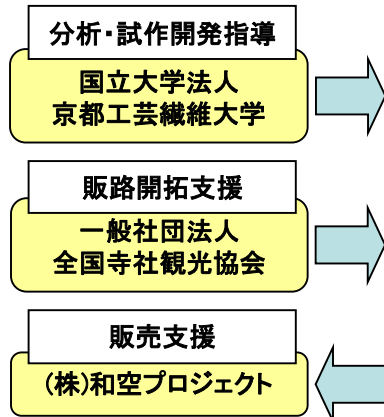 分析・試作開発指導
国立大学法人
京都工芸繊維大学
販路開拓支援
一般社団法人
全国寺社観光協会
販売支援
(株)和空プロジェクト